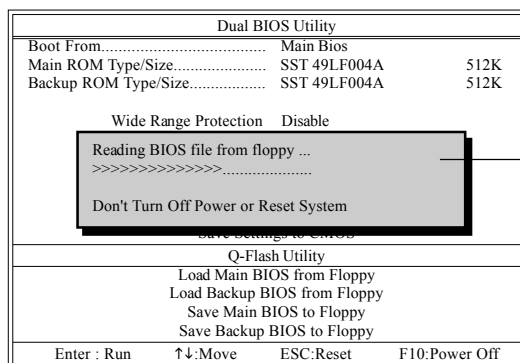 Dual BIOS Utility
Boot From...................................... Main Bios
Main ROM Type/Size...................... SST 49LF004A 512K
Backup ROM Type/Size.................. SST 49LF004A 512K
Wide Range Protection Disable
Reading BIOS file from floppy ...
>>>>>>>>>>>>>>.....................
Don't Turn Off Power or Reset System
Save Settings to CMOS
Q-Flash Utility
Load Main BIOS from Floppy
Load Backup BIOS from Floppy
Save Main BIOS to Floppy
Save Backup BIOS to Floppy
Enter : Run ↑↓:Move ESC:Reset F10:Power Off